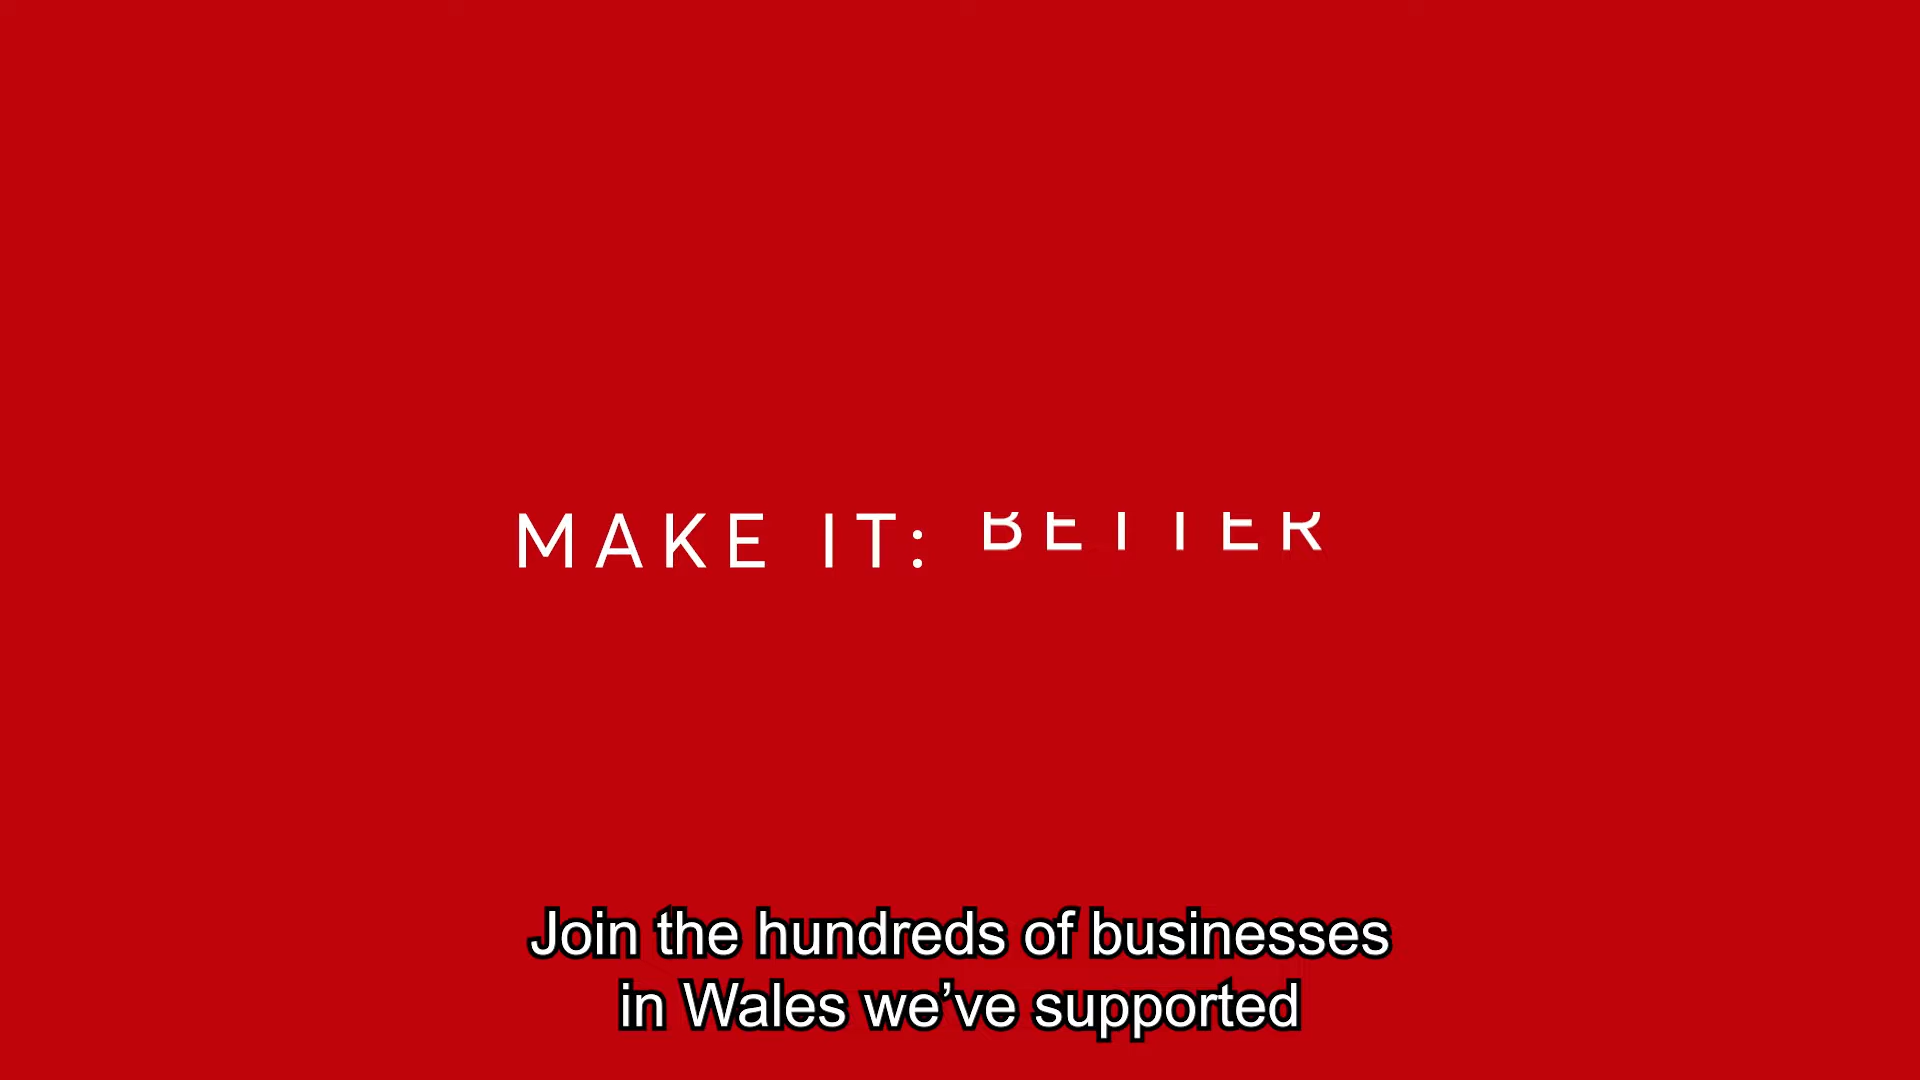 MAKE IT: BETTER
Join the hundreds of businesses
in Wales we’ve supported